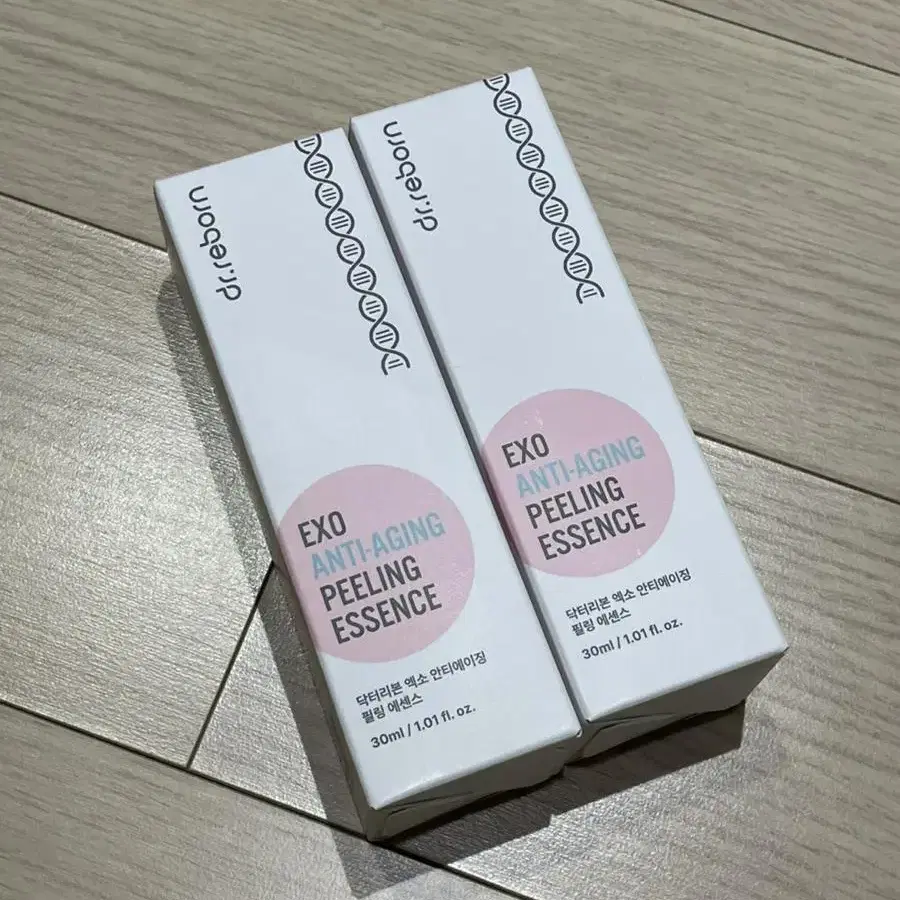 dr.reborn
EXO
ANTI-AGING
PEELING
ESSENCE
닥터리본 엑소 안티에이징
필링 에센스
30ml / 1.01 fl. oz.
dr.reborn
EXO
ANTI-AGING
PEELING
ESSENCE
닥터리본 엑소 안티에이징
필링 에센스
30ml / 1.01 fl. oz.